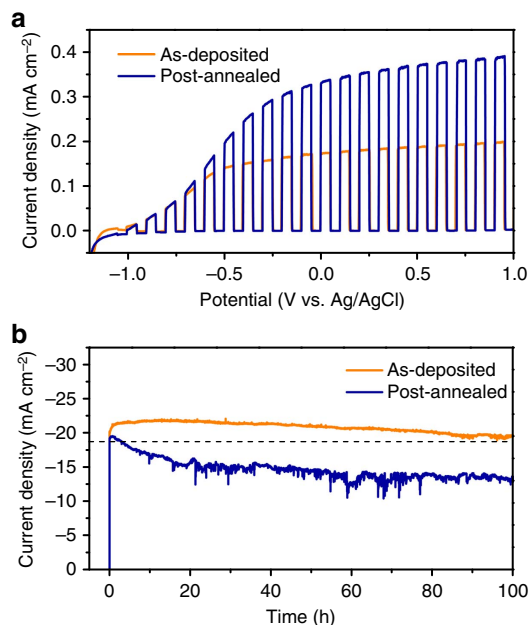 a
As-deposited
Post-annealed
Current density (mA cm⁻²)
0.4
0.3
0.2
0.1
0.0
–1.0
–0.5
0.0
0.5
1.0
Potential (V vs. Ag/AgCl)
b
As-deposited
Post-annealed
Current density (mA cm⁻²)
–30
–25
–20
–15
–10
–5
0
0
20
40
60
80
100
Time (h)